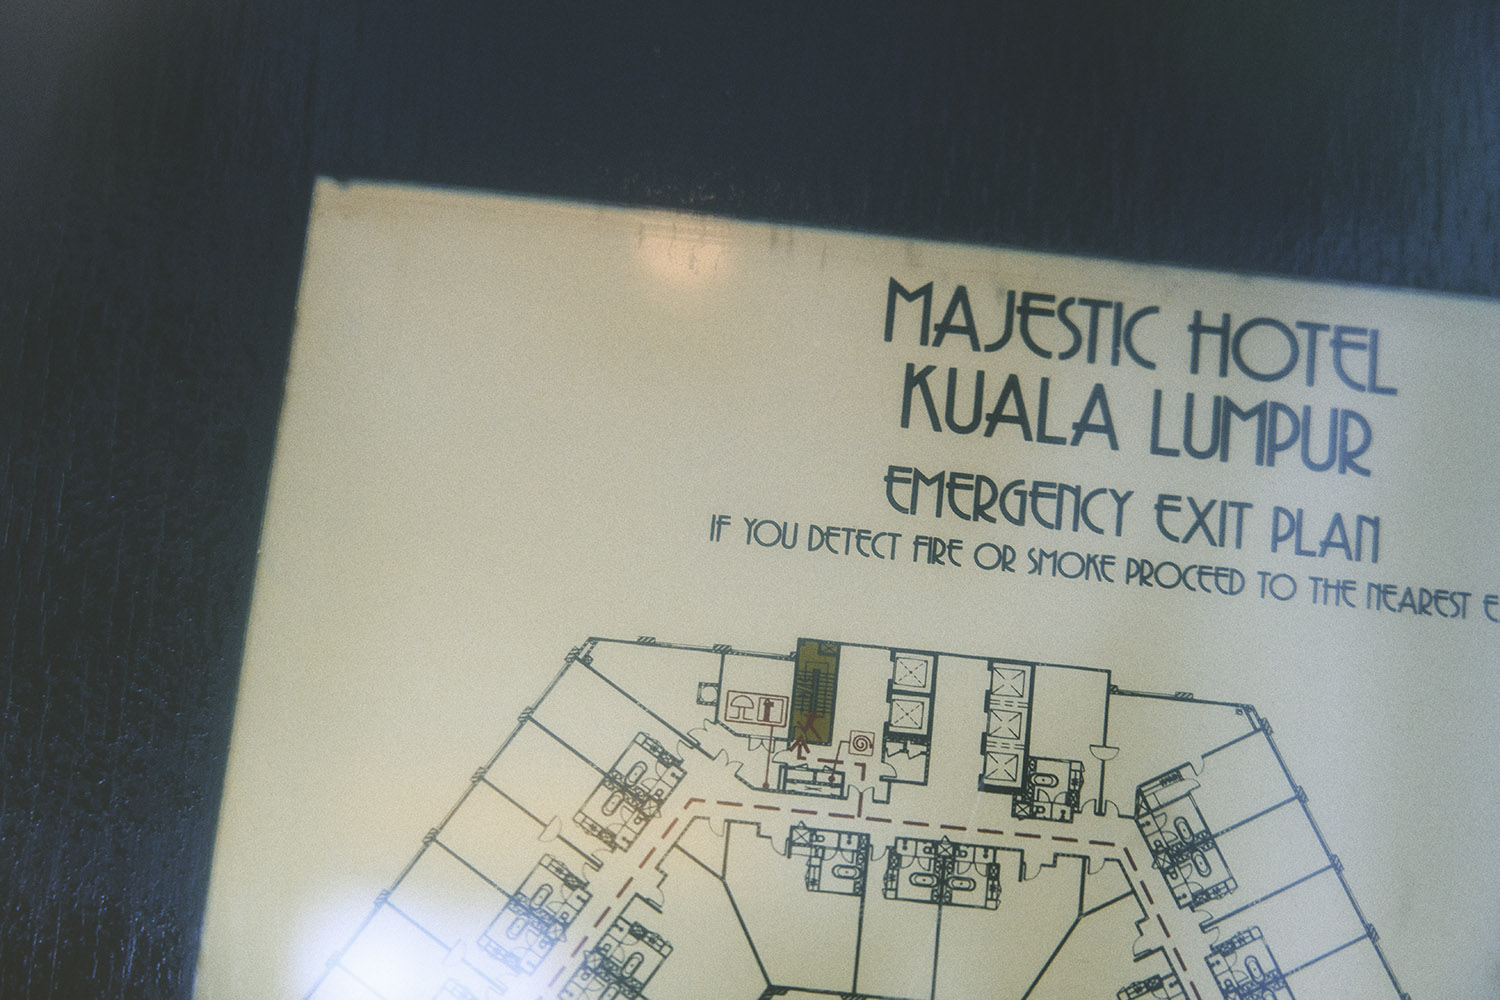 MAJESTIC HOTEL
KUALA LUMPUR
EMERGENCY EXIT PLAN
IF YOU DETECT FIRE OR SMOKE PROCEED TO THE NEAREST E